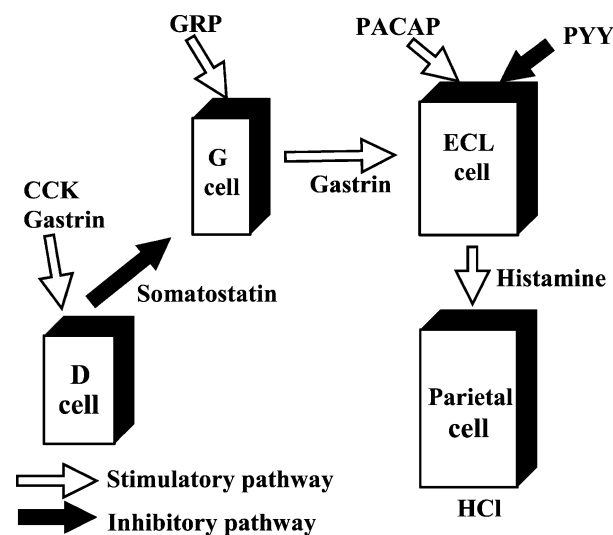 GRP
PACAP
PYY
G
cell
ECL
cell
Gastrin
CCK
Gastrin
Somatostatin
Histamine
D
cell
Parietal
cell
HCl
Stimulatory pathway
Inhibitory pathway